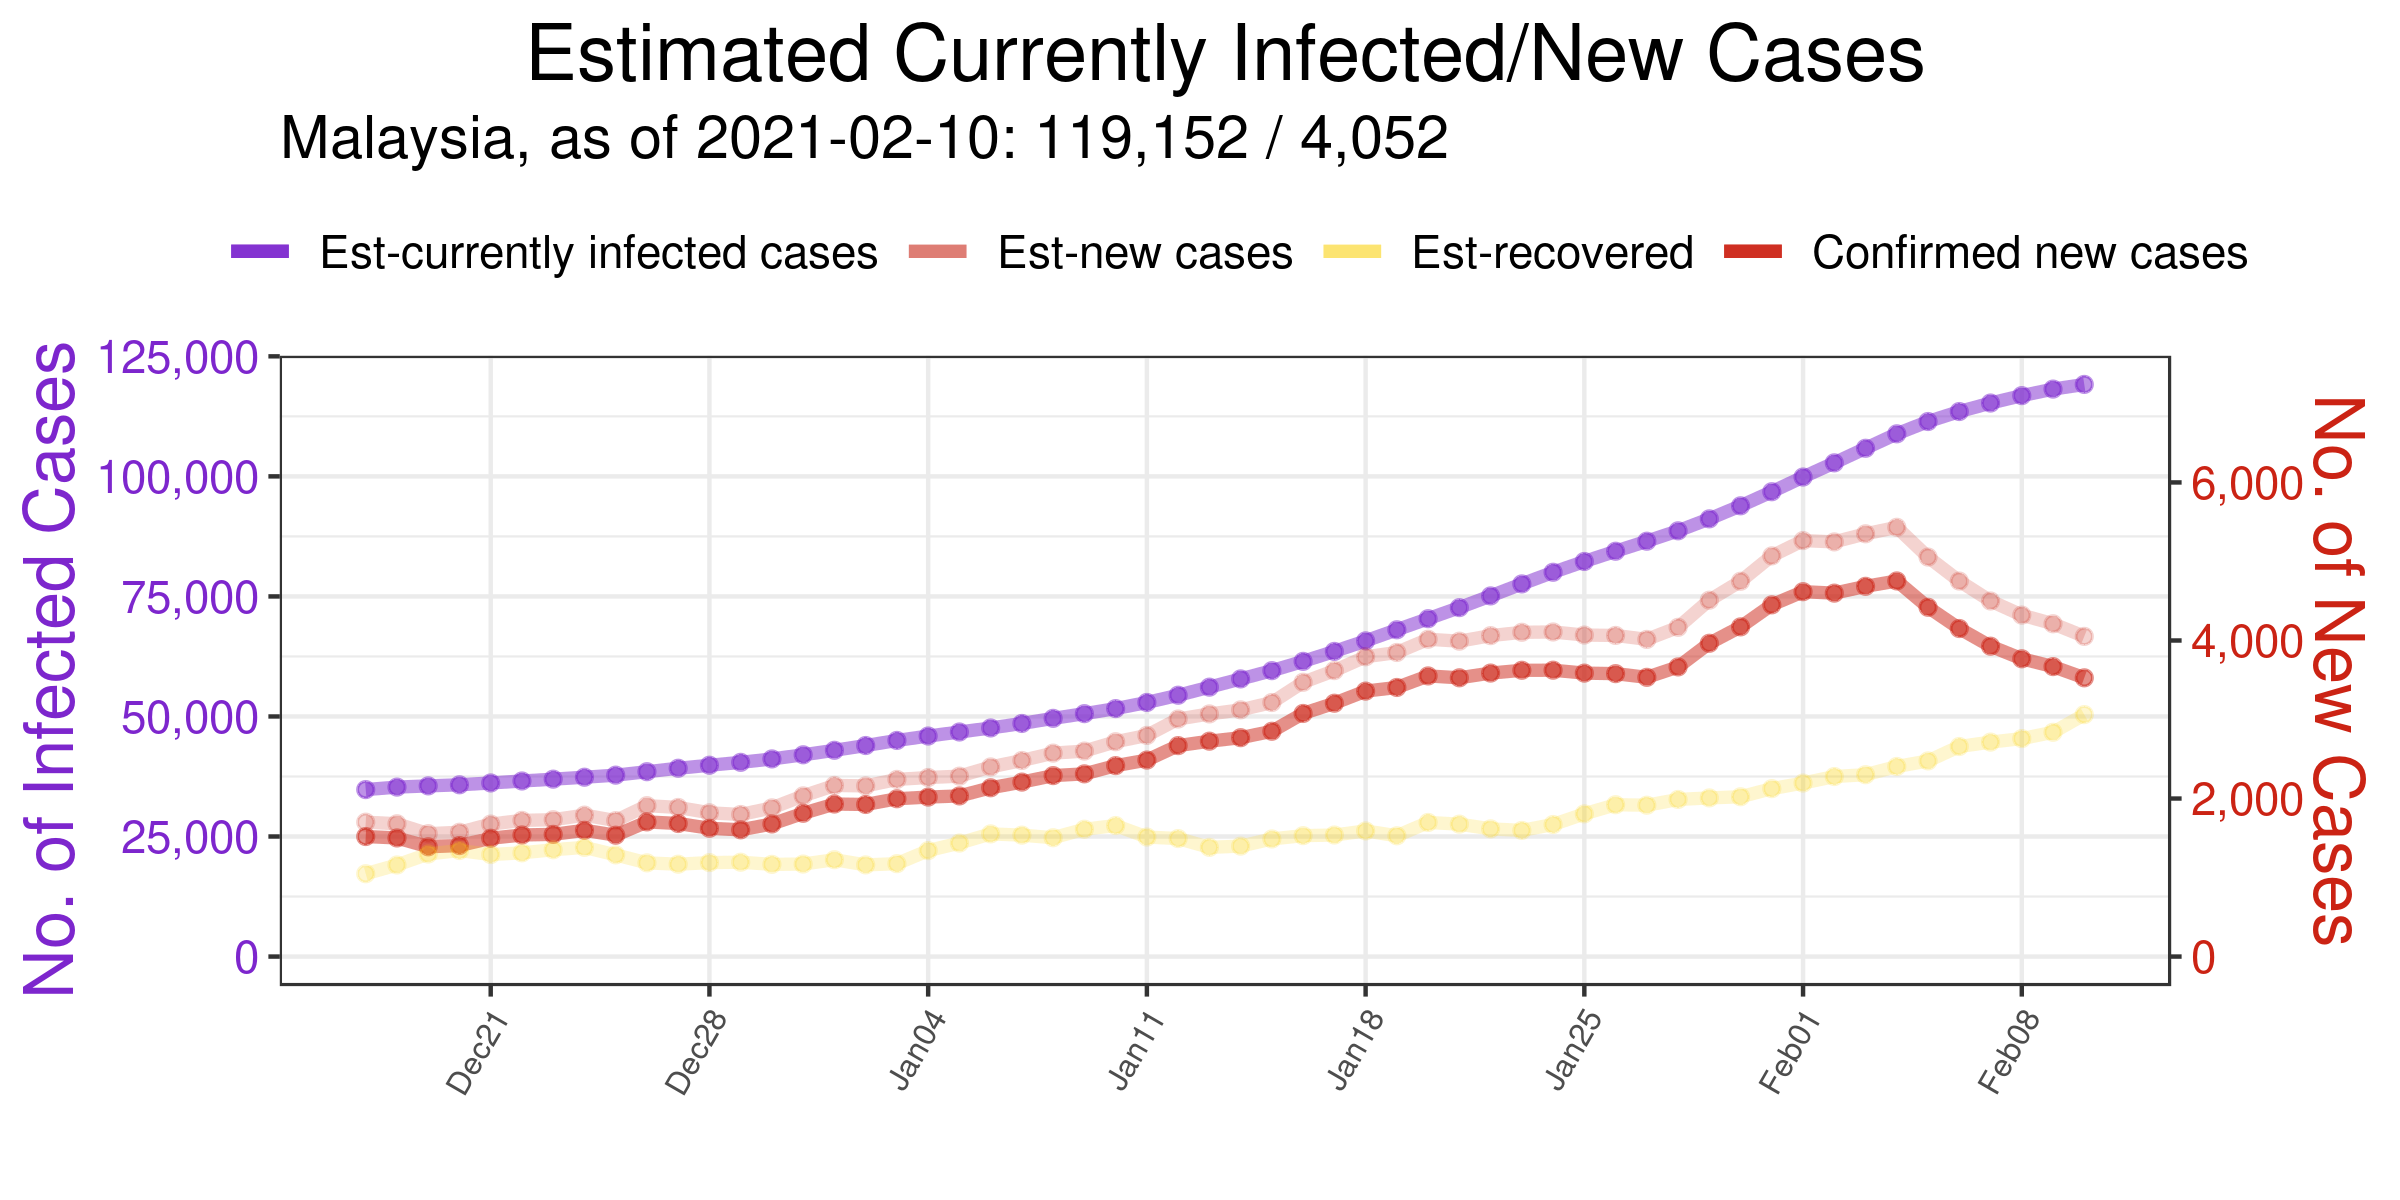 Estimated Currently Infected/New Cases
Malaysia, as of 2021-02-10: 119,152 / 4,052
Est-currently infected cases Est-new cases Est-recovered Confirmed new cases
No. of Infected Cases
125,000
100,000
75,000
50,000
25,000
0
6,000
4,000
2,000
0
No. of New Cases
Dec21 Dec28 Jan04 Jan11 Jan18 Jan25 Feb01 Feb08